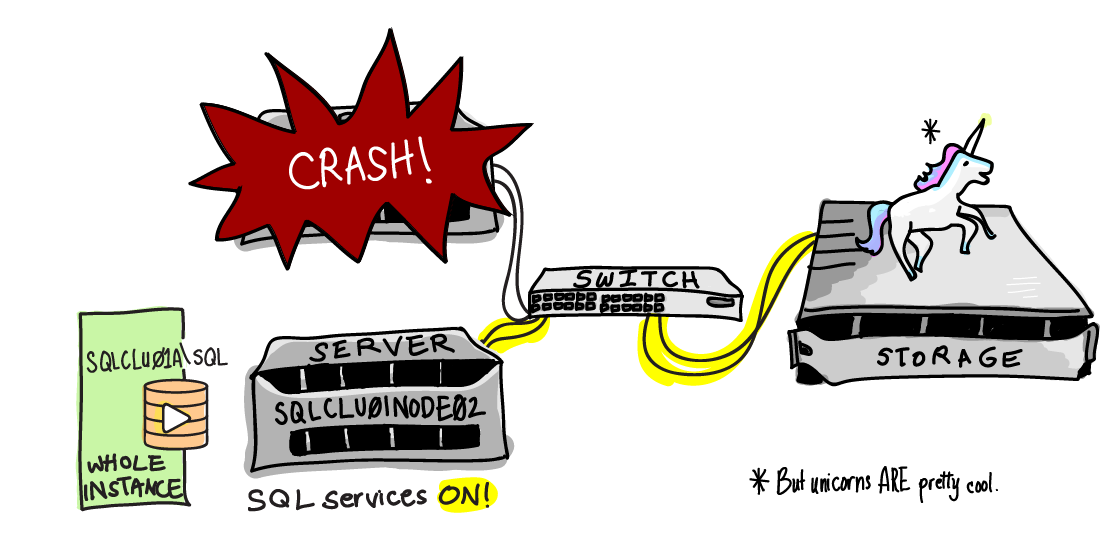 CRASH!
*
SWITCH
STORAGE
SQLCLU01A\SQL
WHOLE
INSTANCE
SERVER
SQLCLU01NODE02
SQL services ON!
* But unicorns ARE pretty cool.